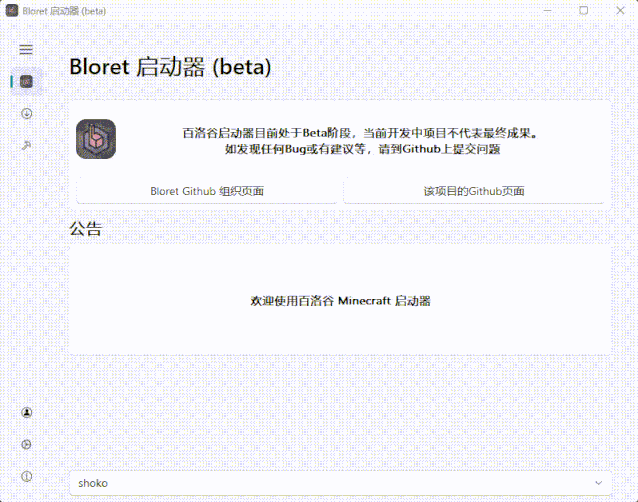 Bloret 启动器 (beta)
Bloret 启动器 (beta)
百洛谷启动器目前处于Beta阶段，当前开发中项目不代表最终成果。
如发现任何Bug或有建议等，请到Github上提交问题
Bloret Github 组织页面
该项目的Github页面
公告
欢迎使用百洛谷 Minecraft 启动器
shoko